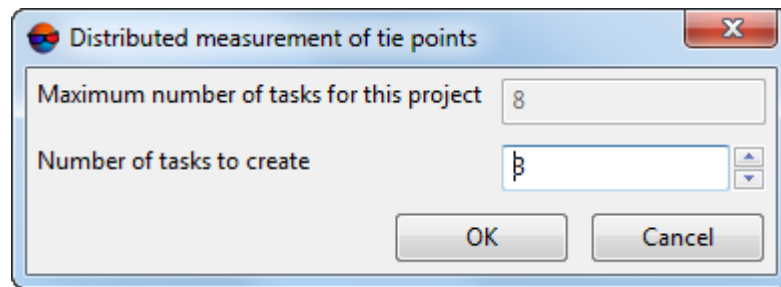 Distributed measurement of tie points
Maximum number of tasks for this project 8
Number of tasks to create 8
OK Cancel